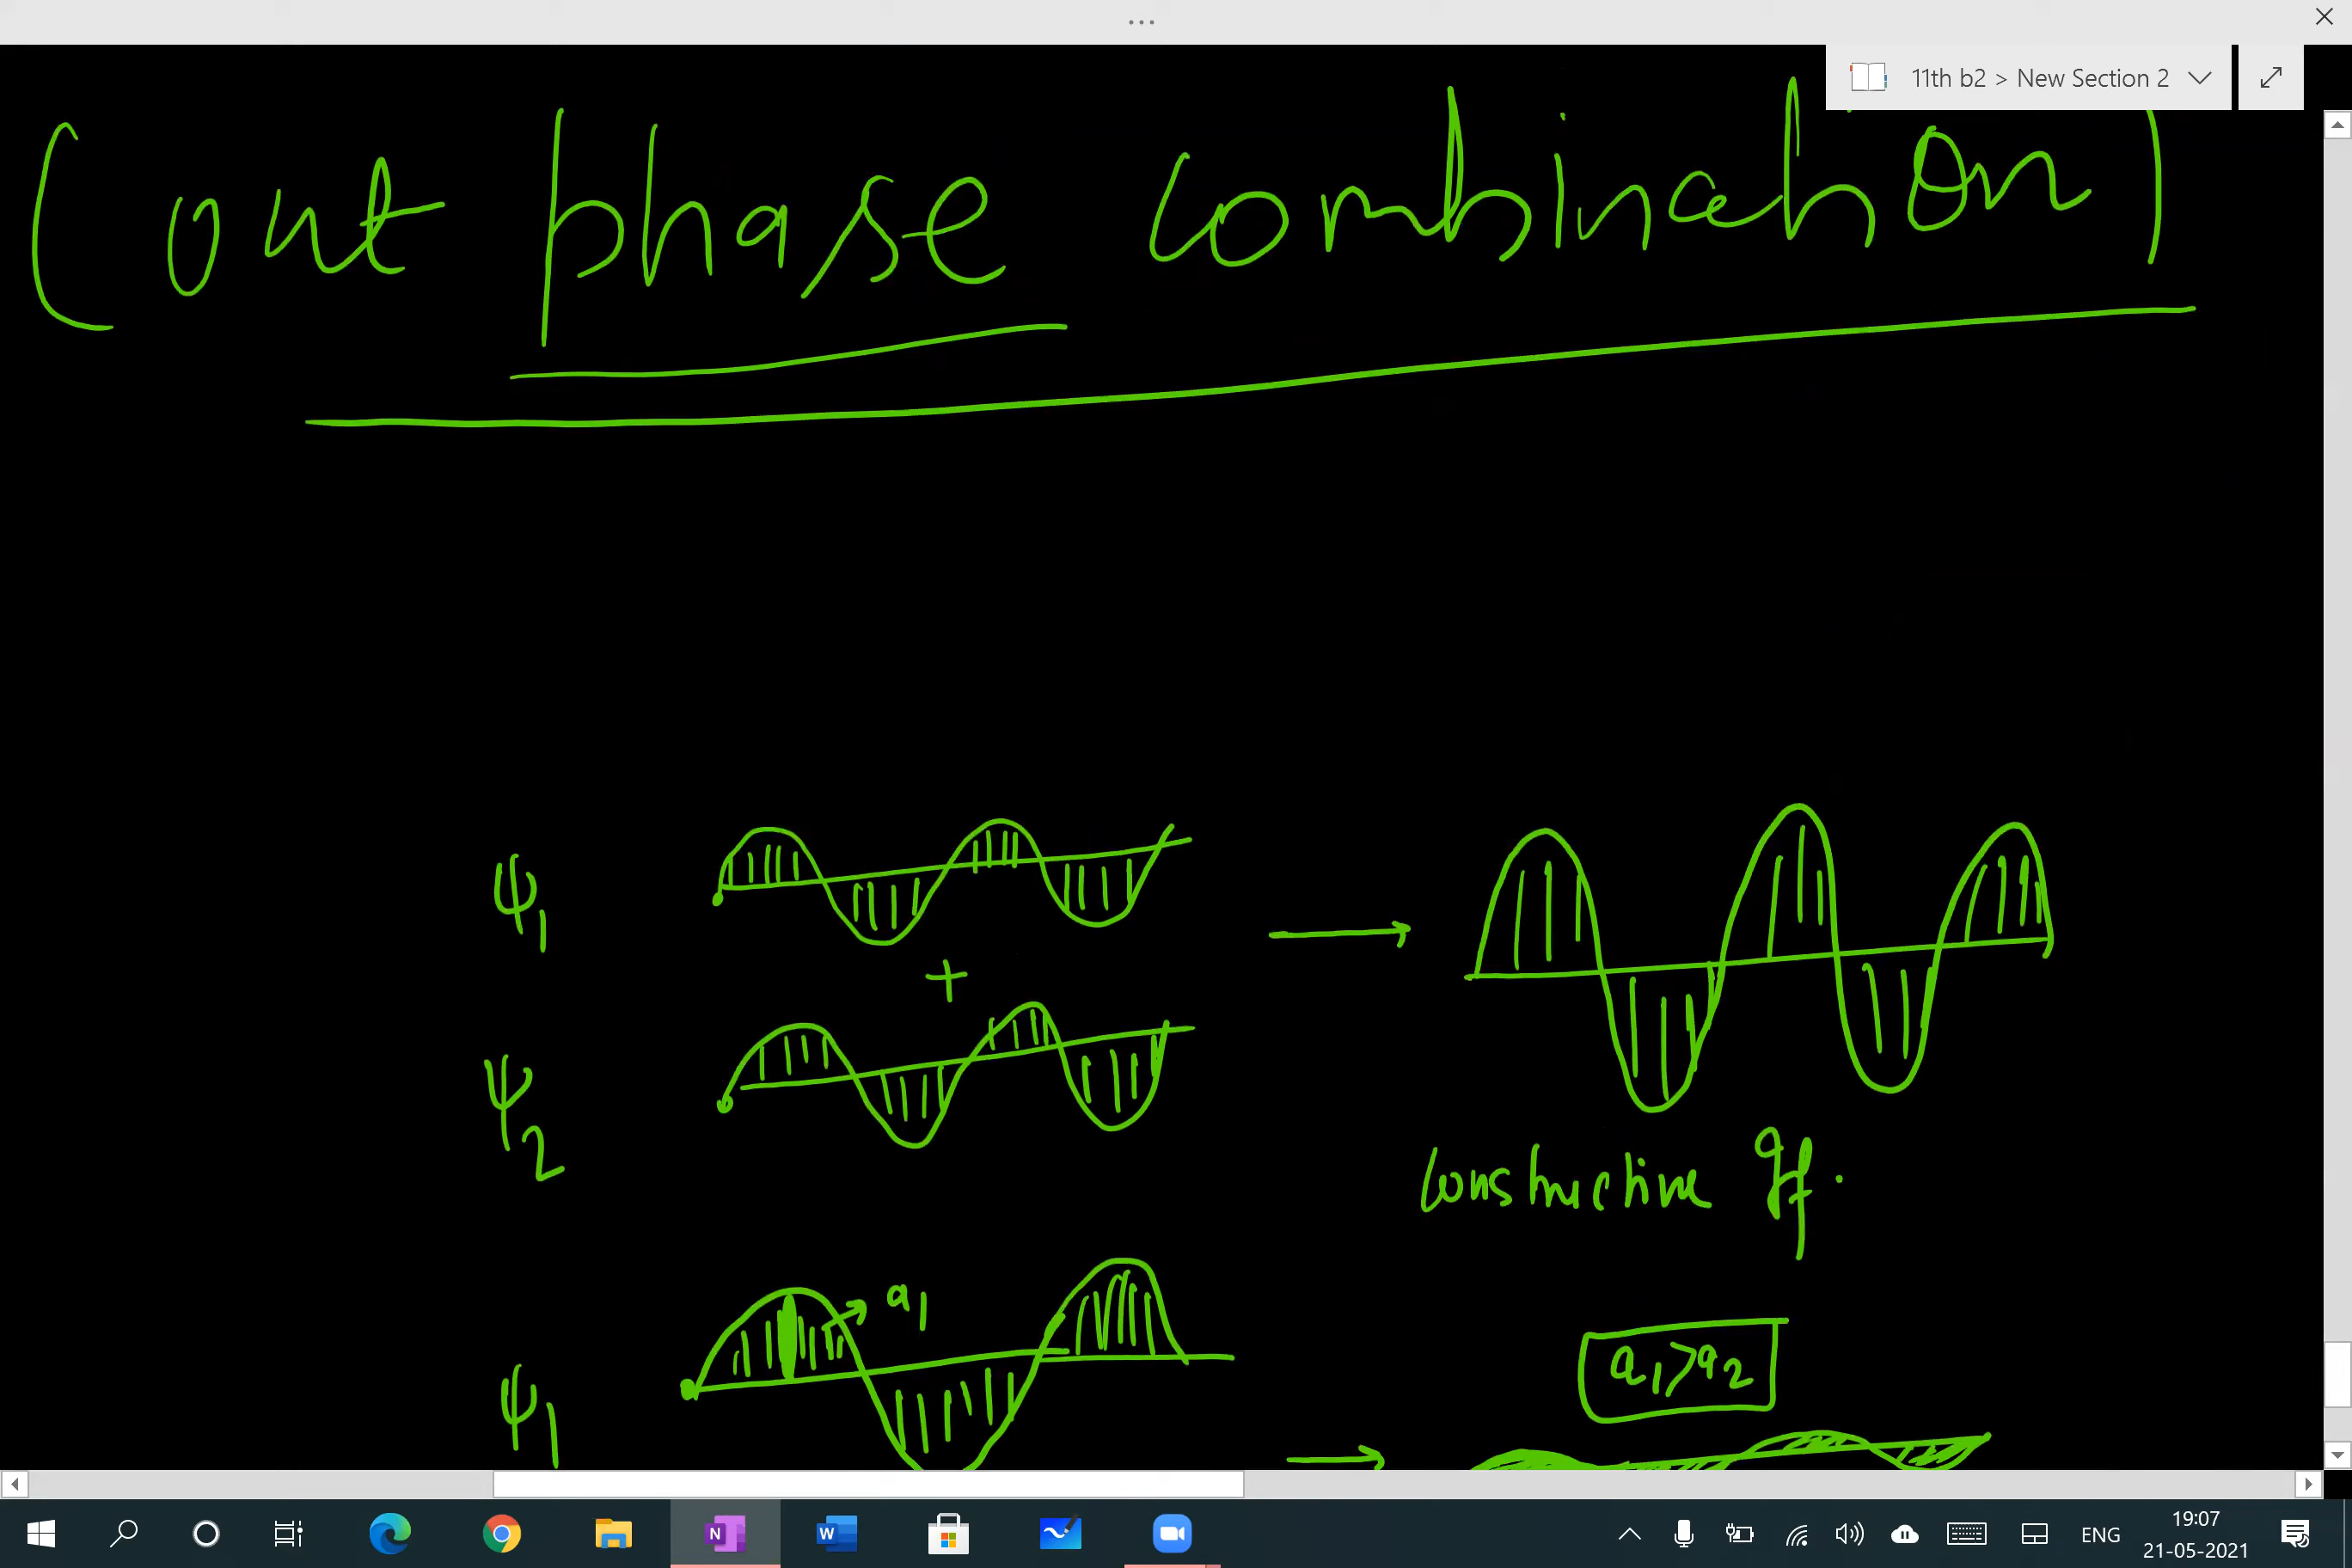 11th b2 > New Section 2
(out phase combination)
ψ1
+
ψ2
Constructive If.
a1
a1>a2
ψ1
ENG
19:07
21-05-2021